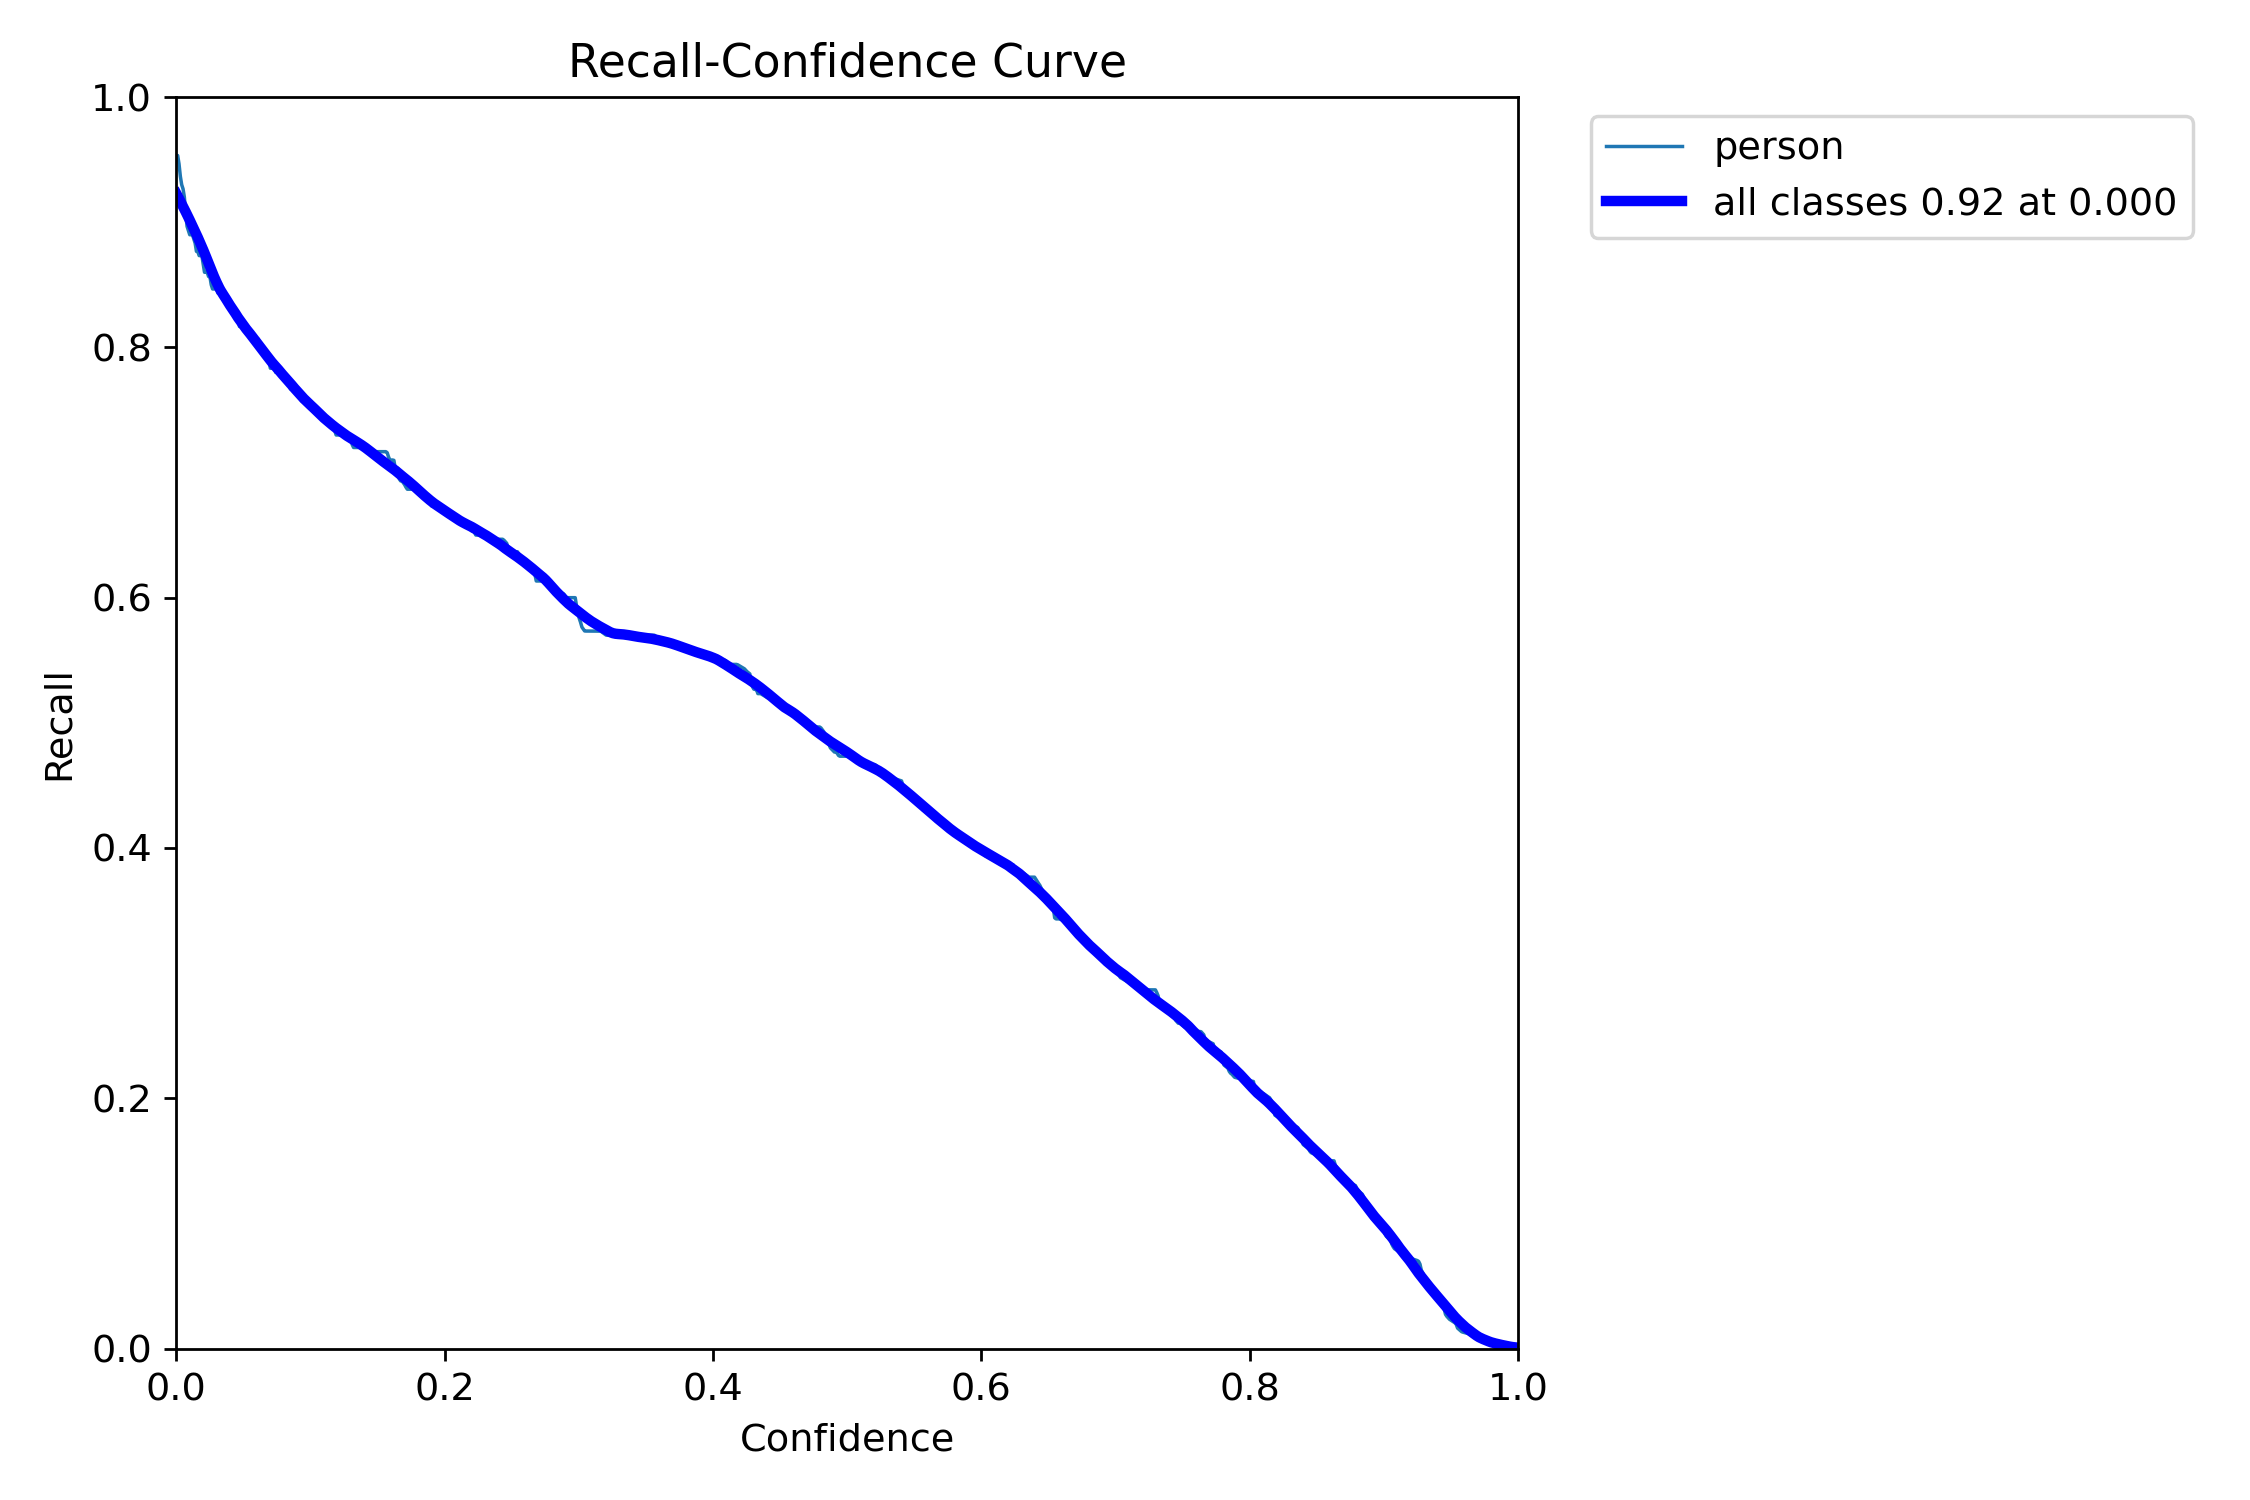 Recall-Confidence Curve
1.0
0.8
0.6
0.4
0.2
0.0
Recall
0.0 0.2 0.4 0.6 0.8 1.0
Confidence
person
all classes 0.92 at 0.000